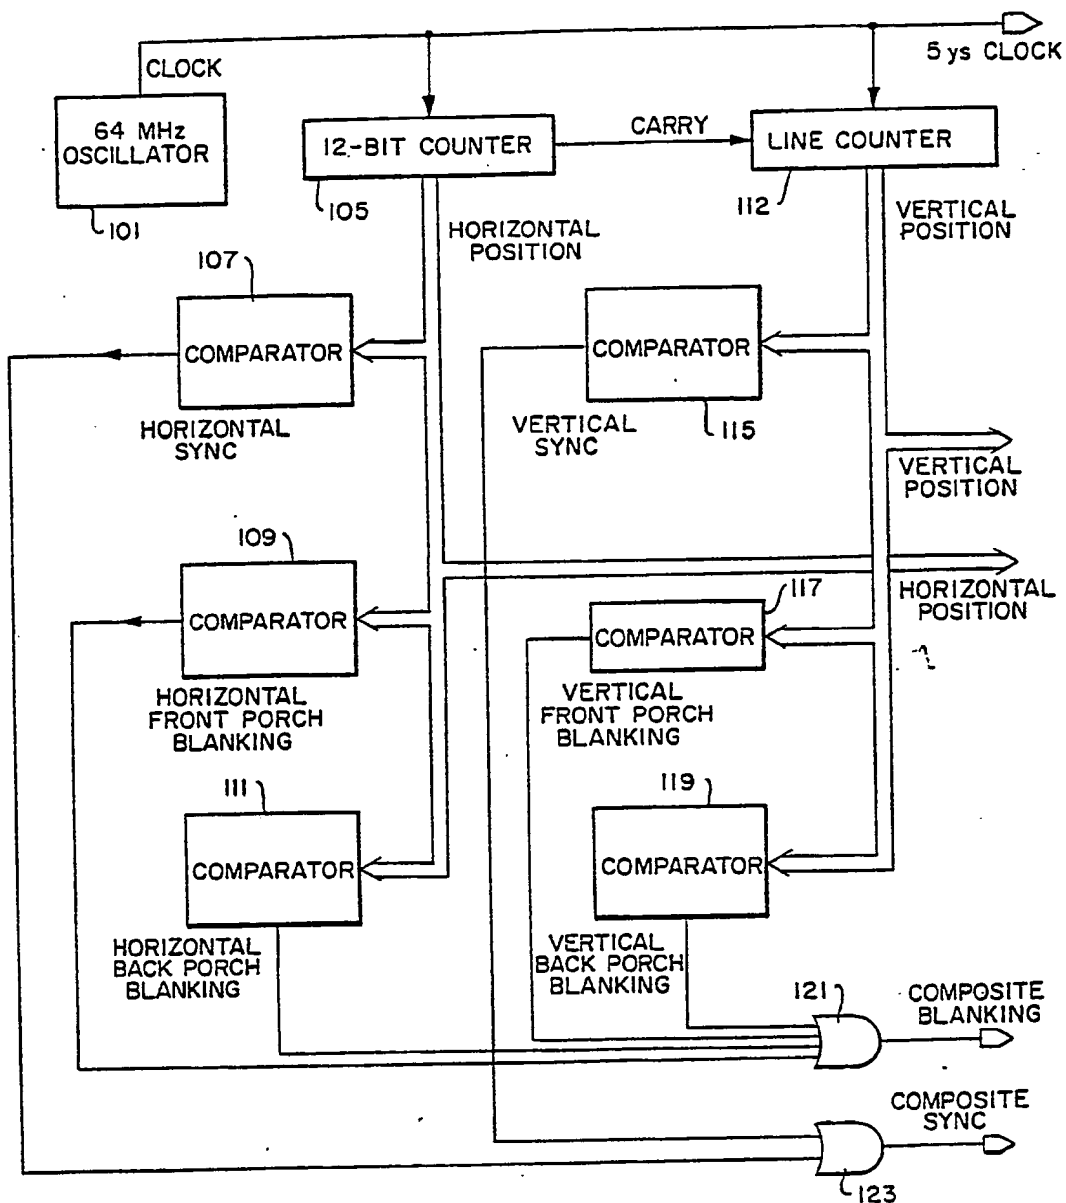 5 ys CLOCK
CLOCK
64 MHz
OSCILLATOR
101
12-BIT COUNTER
105
CARRY
LINE COUNTER
112
HORIZONTAL
POSITION
VERTICAL
POSITION
107
COMPARATOR
HORIZONTAL
SYNC
COMPARATOR
115
VERTICAL
SYNC
VERTICAL
POSITION
109
COMPARATOR
HORIZONTAL
FRONT PORCH
BLANKING
HORIZONTAL
POSITION
117
COMPARATOR
VERTICAL
FRONT PORCH
BLANKING
111
COMPARATOR
HORIZONTAL
BACK PORCH
BLANKING
119
COMPARATOR
VERTICAL
BACK PORCH
BLANKING
121
COMPOSITE
BLANKING
COMPOSITE
SYNC
123